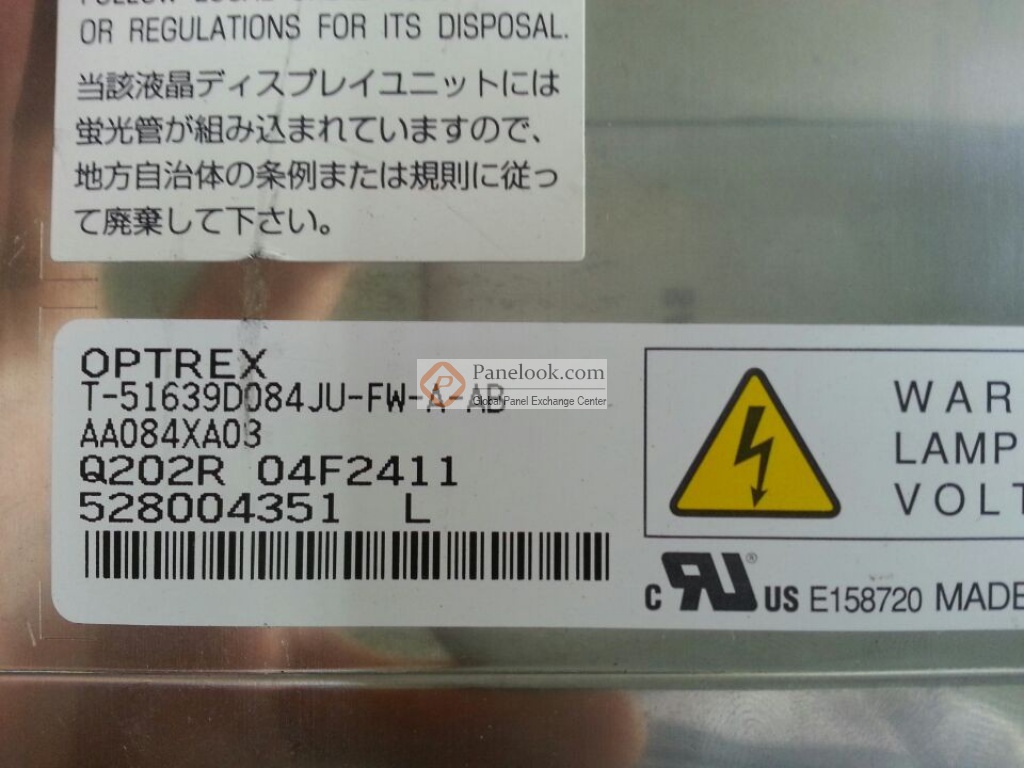 OR REGULATIONS FOR ITS DISPOSAL.
当該液晶ディスプレイユニットには
蛍光管が組み込まれていますので、
地方自治体の条例または規則に従っ
て廃棄して下さい。
OPTREX
T-51639D084JU-FW-A-AB
AA084XA03
Q202R 04F2411
528004351 L
Panelook.com
Global Panel Exchange Center
WAR
LAMP
VOLT
C RU® US E158720 MADE